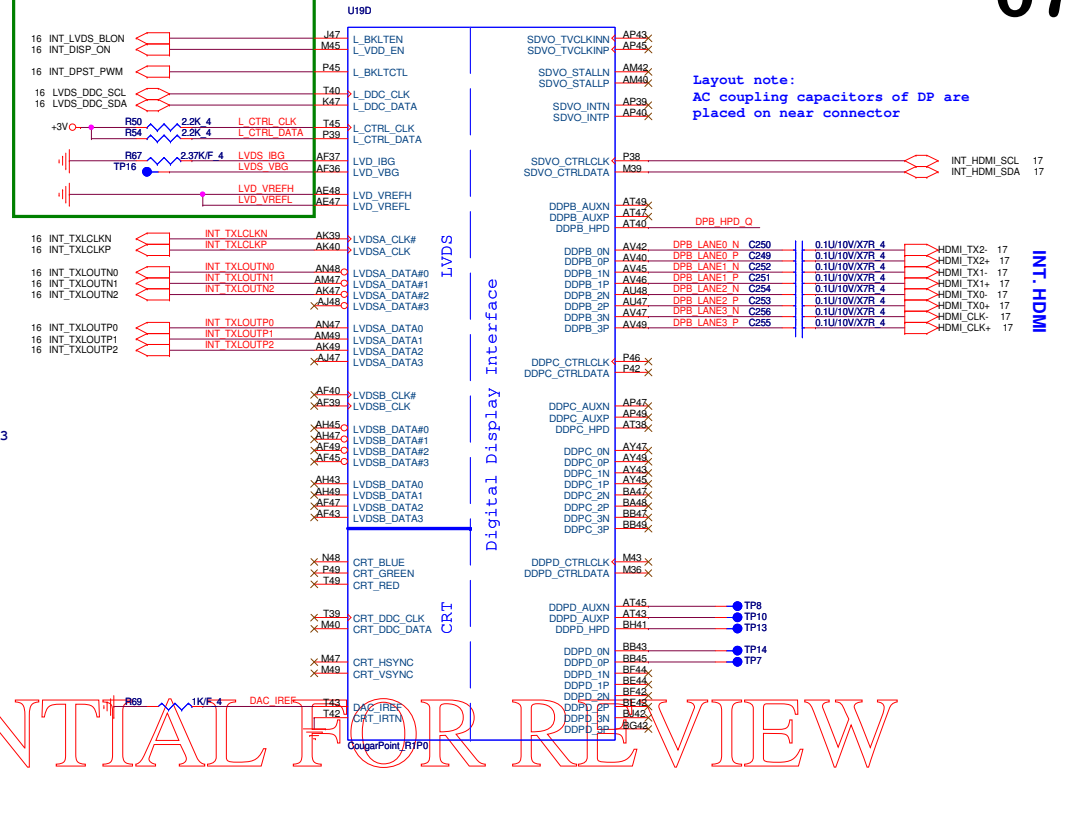 U19D
16 INT_LVDS_BLON J47 L_BKLTEN
16 INT_DISP_ON M45 L_VDD_EN
16 INT_DPST_PWM P45 L_BKLTCTL
16 LVDS_DDC_SCL T40 L_DDC_CLK
16 LVDS_DDC_SDA K47 L_DDC_DATA
+3V R50 2.2K_4 L_CTRL_CLK T45 L_CTRL_CLK
R54 2.2K_4 L_CTRL_DATA P39 L_CTRL_DATA
R67 2.37K/F_4 LVDS_IBG AF37 LVD_IBG
TP16 LVDS_VBG AF36 LVD_VBG
LVD_VREFH AE48 LVD_VREFH
LVD_VREFL AE47 LVD_VREFL
16 INT_TXLCLKN INT_TXLCLKN AK39 LVDSA_CLK#
16 INT_TXLCLKP INT_TXLCLKP AK40 LVDSA_CLK
16 INT_TXLOUTN0 INT_TXLOUTN0 AN48 LVDSA_DATA#0
16 INT_TXLOUTN1 INT_TXLOUTN1 AM47 LVDSA_DATA#1
16 INT_TXLOUTN2 INT_TXLOUTN2 AK47 LVDSA_DATA#2
AJ48 LVDSA_DATA#3
16 INT_TXLOUTP0 INT_TXLOUTP0 AN47 LVDSA_DATA0
16 INT_TXLOUTP1 INT_TXLOUTP1 AM49 LVDSA_DATA1
16 INT_TXLOUTP2 INT_TXLOUTP2 AK49 LVDSA_DATA2
AJ47 LVDSA_DATA3
AF40 LVDSB_CLK#
AF39 LVDSB_CLK
3
AH45 LVDSB_DATA#0
AH47 LVDSB_DATA#1
AF49 LVDSB_DATA#2
AF45 LVDSB_DATA#3
AH43 LVDSB_DATA0
AH49 LVDSB_DATA1
AF47 LVDSB_DATA2
AF43 LVDSB_DATA3
N48 CRT_BLUE
P49 CRT_GREEN
T49 CRT_RED
T39 CRT_DDC_CLK
M40 CRT_DDC_DATA
M47 CRT_HSYNC
M49 CRT_VSYNC
R69 1K/F_4 DAC_IREF T43 DAC_IREF
T42 CRT_IRTN
CougarPoint_R1P0
LVDS
CRT
Digital Display Interface
SDVO_TVCLKINN AP43
SDVO_TVCLKINP AP45
SDVO_STALLN AM42
SDVO_STALLP AM40
SDVO_INTN AP39
SDVO_INTP AP40
Layout note:
AC coupling capacitors of DP are
placed on near connector
SDVO_CTRLCLK P38 INT_HDMI_SCL 17
SDVO_CTRLDATA M39 INT_HDMI_SDA 17
DDPB_AUXN AT49
DDPB_AUXP AT47
DDPB_HPD AT40 DPB_HPD_Q
DDPB_0N AV42 DPB_LANE0_N C250 0.1U/10V/X7R_4 HDMI_TX2- 17
DDPB_0P AV40 DPB_LANE0_P C249 0.1U/10V/X7R_4 HDMI_TX2+ 17
DDPB_1N AV45 DPB_LANE1_N C252 0.1U/10V/X7R_4 HDMI_TX1- 17
DDPB_1P AV46 DPB_LANE1_P C251 0.1U/10V/X7R_4 HDMI_TX1+ 17
DDPB_2N AU48 DPB_LANE2_N C254 0.1U/10V/X7R_4 HDMI_TX0- 17
DDPB_2P AU47 DPB_LANE2_P C253 0.1U/10V/X7R_4 HDMI_TX0+ 17
DDPB_3N AV47 DPB_LANE3_N C256 0.1U/10V/X7R_4 HDMI_CLK- 17
DDPB_3P AV49 DPB_LANE3_P C255 0.1U/10V/X7R_4 HDMI_CLK+ 17
INT.HDMI
DDPC_CTRLCLK P46
DDPC_CTRLDATA P42
DDPC_AUXN AP47
DDPC_AUXP AP49
DDPC_HPD AT38
DDPC_0N AY47
DDPC_0P AY49
DDPC_1N AY43
DDPC_1P AY45
DDPC_2N BA47
DDPC_2P BA48
DDPC_3N BB47
DDPC_3P BB49
DDPD_CTRLCLK M43
DDPD_CTRLDATA M36
DDPD_AUXN AT45 TP8
DDPD_AUXP AT43 TP10
DDPD_HPD BH41 TP13
DDPD_0N BB43 TP14
DDPD_0P BB45 TP7
DDPD_1N BF44
DDPD_1P BE44
DDPD_2N BF42
DDPD_2P BE42
DDPD_3N BJ42
DDPD_3P BG42
NTIAL FOR REVIEW